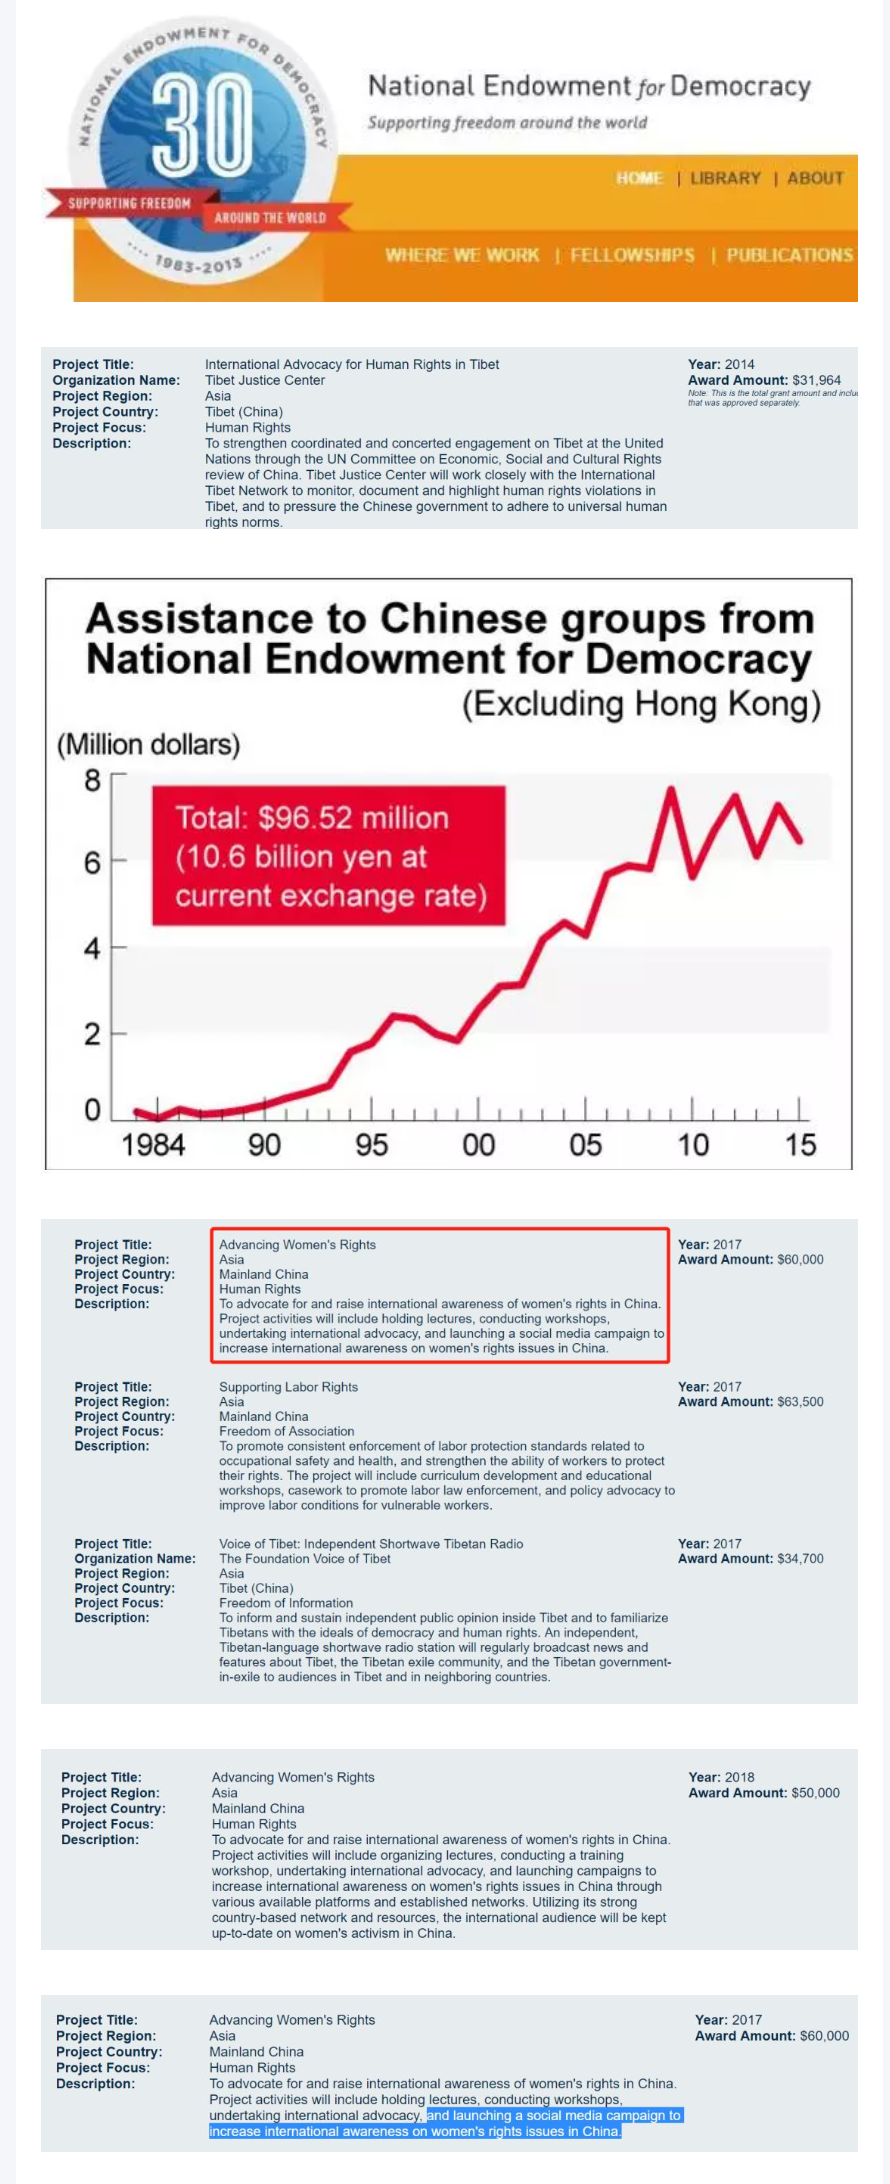 NATIONAL ENDOWMENT FOR DEMOCRACY
30
SUPPORTING FREEDOM
AROUND THE WORLD
1983-2013
National Endowment for Democracy
Supporting freedom around the world
HOME | LIBRARY | ABOUT
WHERE WE WORK | FELLOWSHIPS | PUBLICATIONS
Project Title: International Advocacy for Human Rights in Tibet
Organization Name: Tibet Justice Center
Project Region: Asia
Project Country: Tibet (China)
Project Focus: Human Rights
Description: To strengthen coordinated and concerted engagement on Tibet at the United
Nations through the UN Committee on Economic, Social and Cultural Rights
review of China. Tibet Justice Center will work closely with the International
Tibet Network to monitor, document and highlight human rights violations in
Tibet, and to pressure the Chinese government to adhere to universal human
rights norms.
Year: 2014
Award Amount: $31,964
Note: This is the total grant amount and inclu
that was approved separately.
Assistance to Chinese groups from
National Endowment for Democracy
(Excluding Hong Kong)
(Million dollars)
Total: $96.52 million
(10.6 billion yen at
current exchange rate)
8
6
4
2
0
1984 90 95 00 05 10 15
Project Title: Advancing Women's Rights
Project Region: Asia
Project Country: Mainland China
Project Focus: Human Rights
Description: To advocate for and raise international awareness of women's rights in China.
Project activities will include holding lectures, conducting workshops,
undertaking international advocacy, and launching a social media campaign to
increase international awareness on women's rights issues in China.
Year: 2017
Award Amount: $60,000
Project Title: Supporting Labor Rights
Project Region: Asia
Project Country: Mainland China
Project Focus: Freedom of Association
Description: To promote consistent enforcement of labor protection standards related to
occupational safety and health, and strengthen the ability of workers to protect
their rights. The project will include curriculum development and educational
workshops, casework to promote labor law enforcement, and policy advocacy to
improve labor conditions for vulnerable workers.
Year: 2017
Award Amount: $63,500
Project Title: Voice of Tibet: Independent Shortwave Tibetan Radio
Organization Name: The Foundation Voice of Tibet
Project Region: Asia
Project Country: Tibet (China)
Project Focus: Freedom of Information
Description: To inform and sustain independent public opinion inside Tibet and to familiarize
Tibetans with the ideals of democracy and human rights. An independent,
Tibetan-language shortwave radio station will regularly broadcast news and
features about Tibet, the Tibetan exile community, and the Tibetan government-
in-exile to audiences in Tibet and in neighboring countries.
Year: 2017
Award Amount: $34,700
Project Title: Advancing Women's Rights
Project Region: Asia
Project Country: Mainland China
Project Focus: Human Rights
Description: To advocate for and raise international awareness of women's rights in China.
Project activities will include organizing lectures, conducting a training
workshop, undertaking international advocacy, and launching campaigns to
increase international awareness on women's rights issues in China through
various available platforms and established networks. Utilizing its strong
country-based network and resources, the international audience will be kept
up-to-date on women's activism in China.
Year: 2018
Award Amount: $50,000
Project Title: Advancing Women's Rights
Project Region: Asia
Project Country: Mainland China
Project Focus: Human Rights
Description: To advocate for and raise international awareness of women's rights in China.
Project activities will include holding lectures, conducting workshops,
undertaking international advocacy, and launching a social media campaign to
increase international awareness on women's rights issues in China.
Year: 2017
Award Amount: $60,000